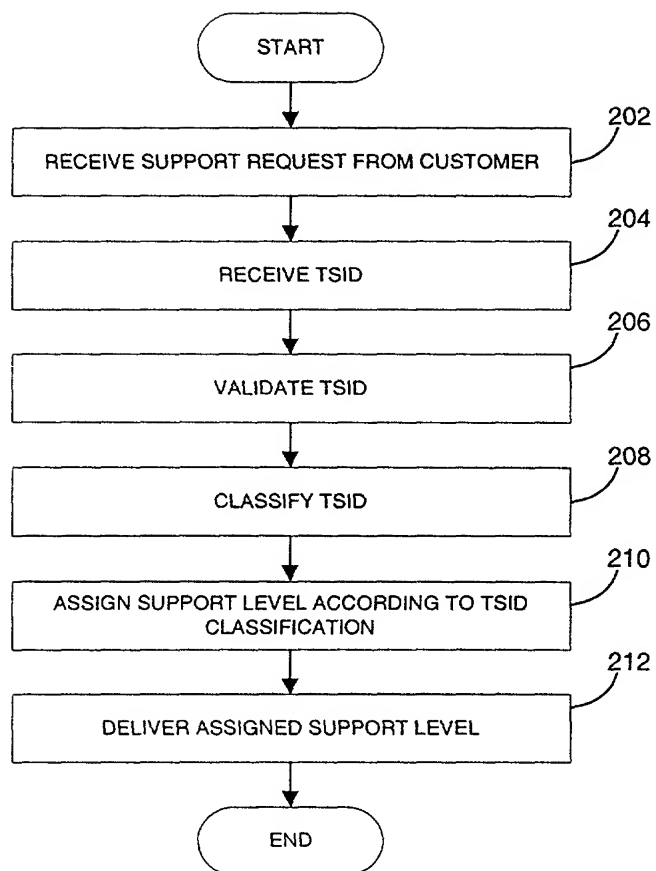 START
202
RECEIVE SUPPORT REQUEST FROM CUSTOMER
204
RECEIVE TSID
206
VALIDATE TSID
208
CLASSIFY TSID
210
ASSIGN SUPPORT LEVEL ACCORDING TO TSID
CLASSIFICATION
212
DELIVER ASSIGNED SUPPORT LEVEL
END